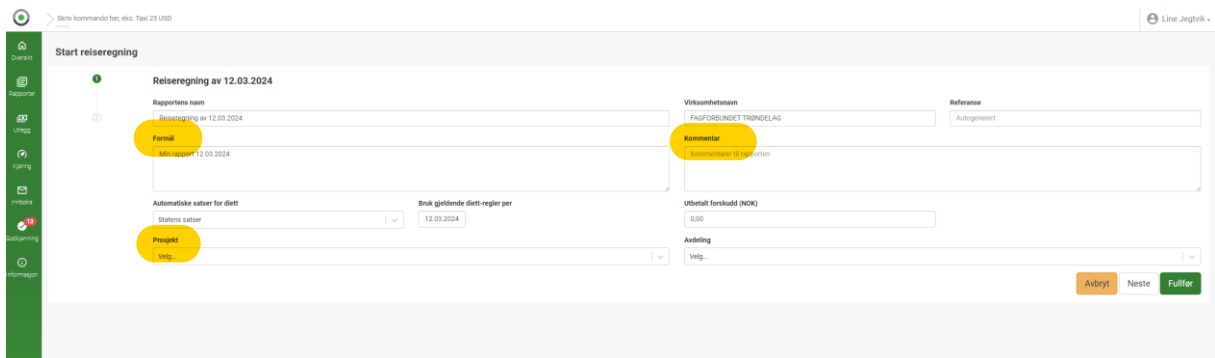 Skriv kommando her, eks: Taxi 25 USD
Line Jegtvik
Oversikt
Start reiseregning
Rapporter
Utlegg
Kjøring
Innboks
13
Godkjenning
Informasjon
1
2
Reiseregning av 12.03.2024
Rapportens navn
Virksomhetsnavn
Referanse
Reiseregning av 12.03.2024
FAGFORBUNDET TRØNDELAG
Autogenerert
Formål
Kommentar
Min rapport 12.03.2024
Kommentarer til rapporten
Automatiske satser for diett
Bruk gjeldende diett-regler per
Utbetalt forskudd (NOK)
Statens satser
12.03.2024
0,00
Prosjekt
Avdeling
Velg...
Velg...
Avbryt
Neste
Fullfør